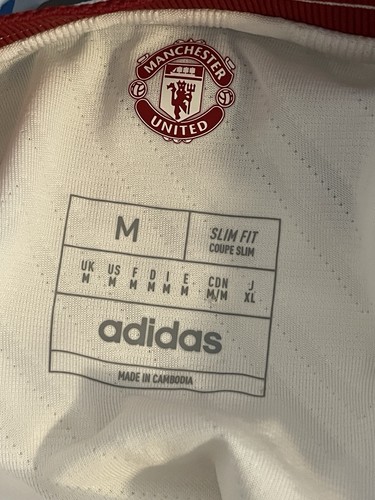 MANCHESTER
UNITED
M
SLIM FIT
COUPE SLIM
UK US F D I E CDN J
M M M M M M M/M XL
adidas
MADE IN CAMBODIA